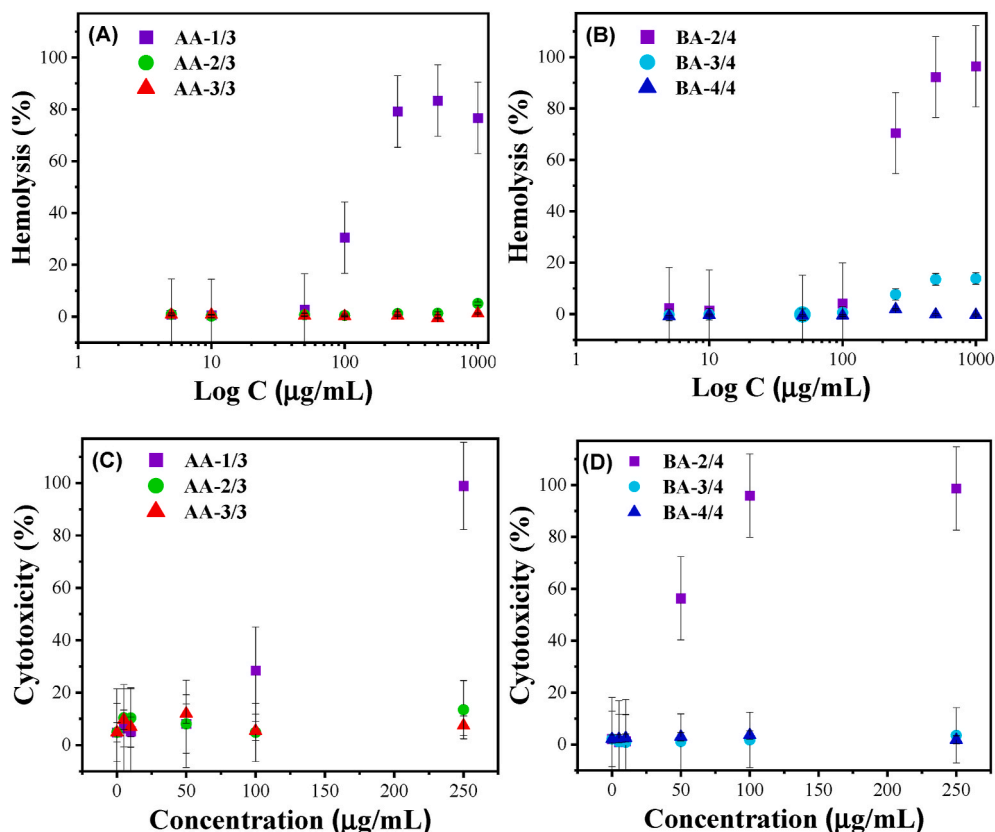 (A)
AA-1/3
AA-2/3
AA-3/3
100
80
60
40
20
0
Hemolysis (%)
1
10
100
1000
Log C (μg/mL)
(B)
BA-2/4
BA-3/4
BA-4/4
100
80
60
40
20
0
Hemolysis (%)
1
10
100
1000
Log C (μg/mL)
(C)
AA-1/3
AA-2/3
AA-3/3
100
80
60
40
20
0
Cytotoxicity (%)
0 50 100 150 200 250
Concentration (μg/mL)
(D)
BA-2/4
BA-3/4
BA-4/4
100
80
60
40
20
0
Cytotoxicity (%)
0 50 100 150 200 250
Concentration (μg/mL)